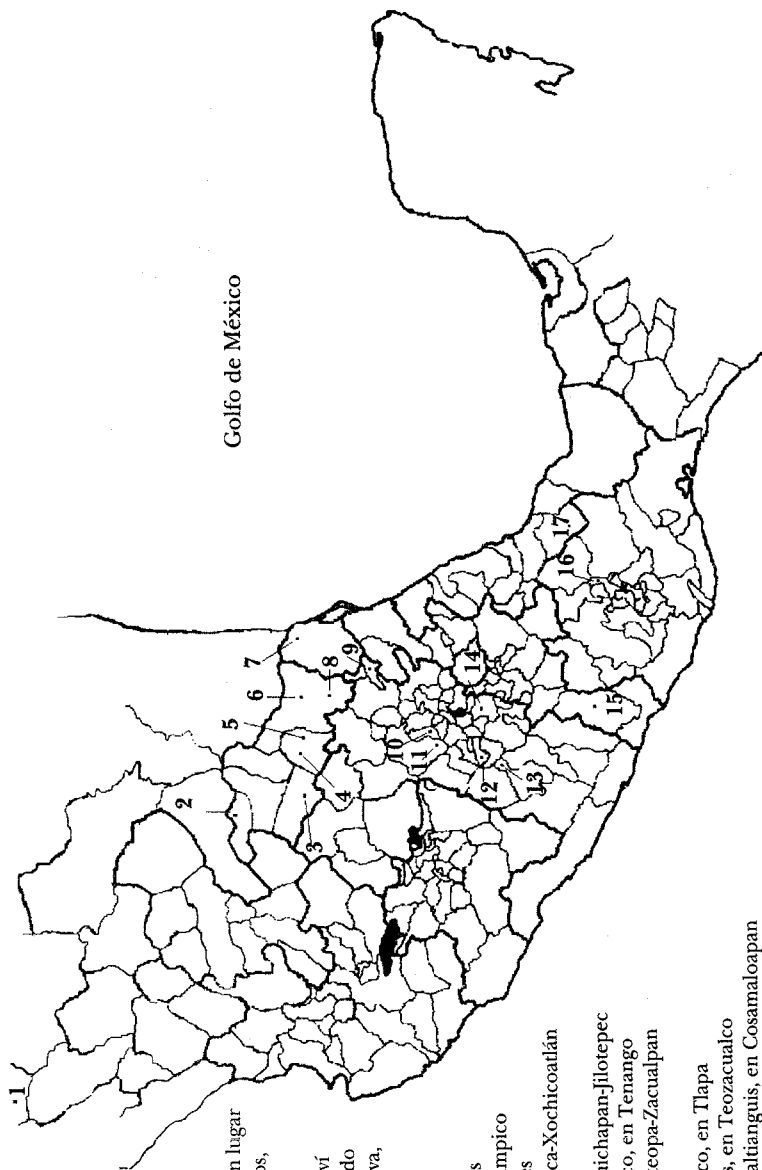 n lugar
os,
ví
do
va,
s
mpico
es
ca-Xochicoatlán
uichapan-Jilotepec
o, en Tenango
eopa-Zacualpan
co, en Tlapa
s, en Teozacualco
altianguis, en Cosamaloapan
Golfo de México
1
2
3
4
5
6
7
8
9
10
11
12
13
14
15
16
17